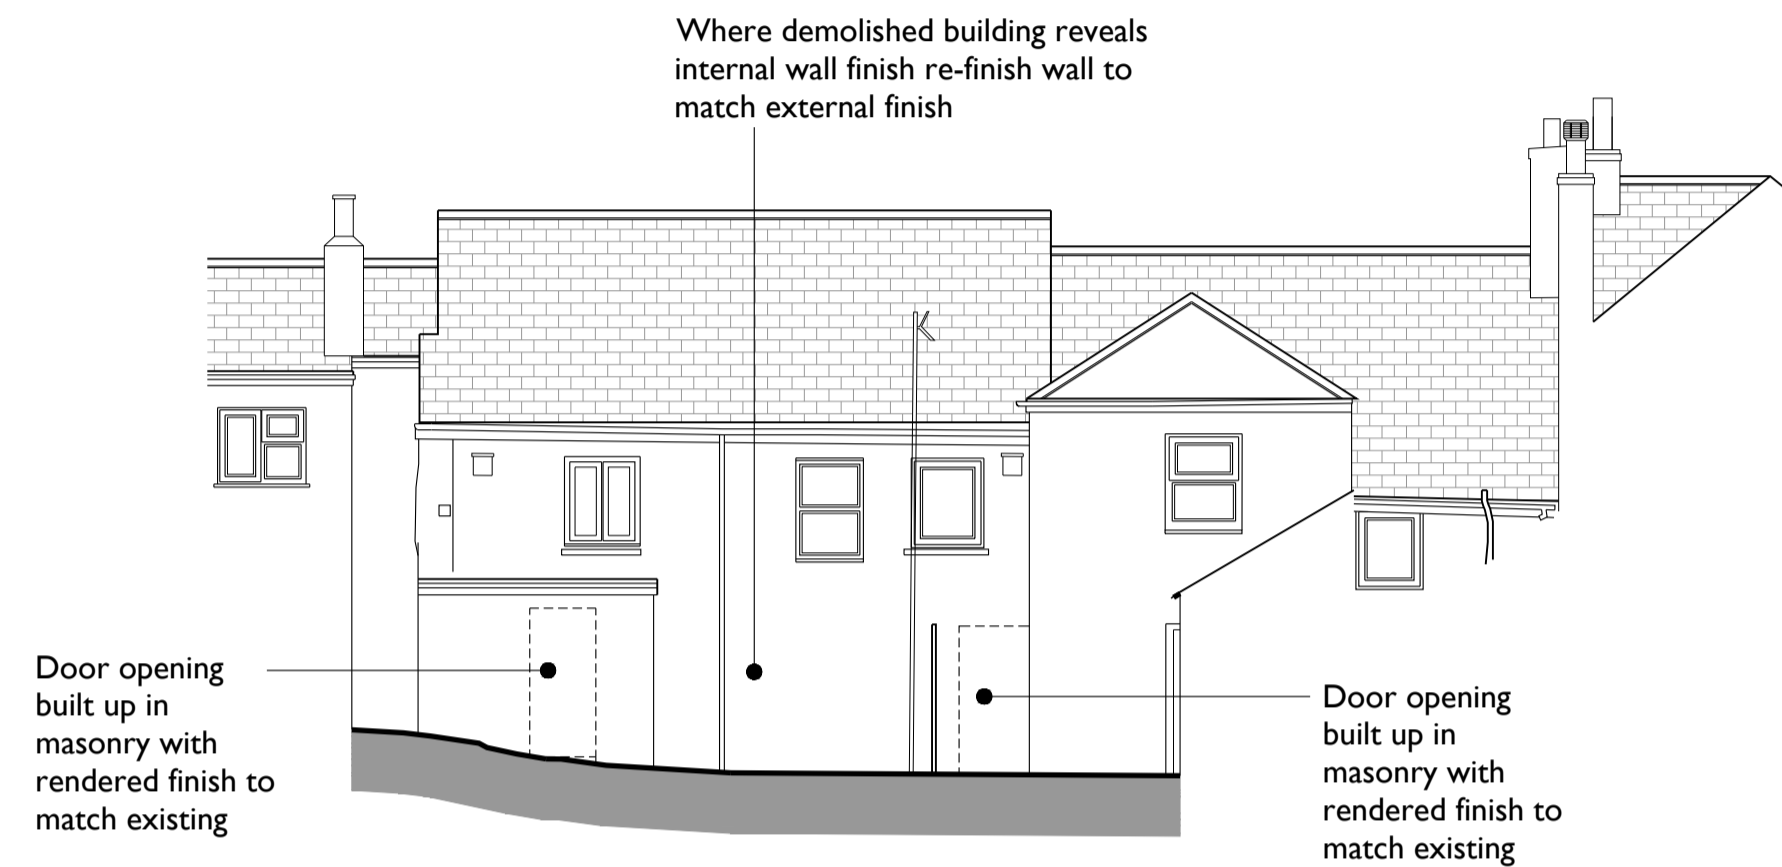 Where demolished building reveals
internal wall finish re-finish wall to
match external finish
Door opening
built up in
masonry with
rendered finish to
match existing
Door opening
built up in
masonry with
rendered finish to
match existing